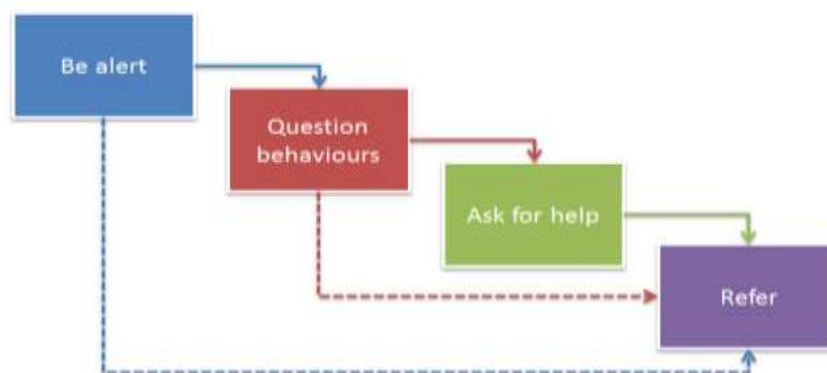 Be alert
Question
behaviours
Ask for help
Refer